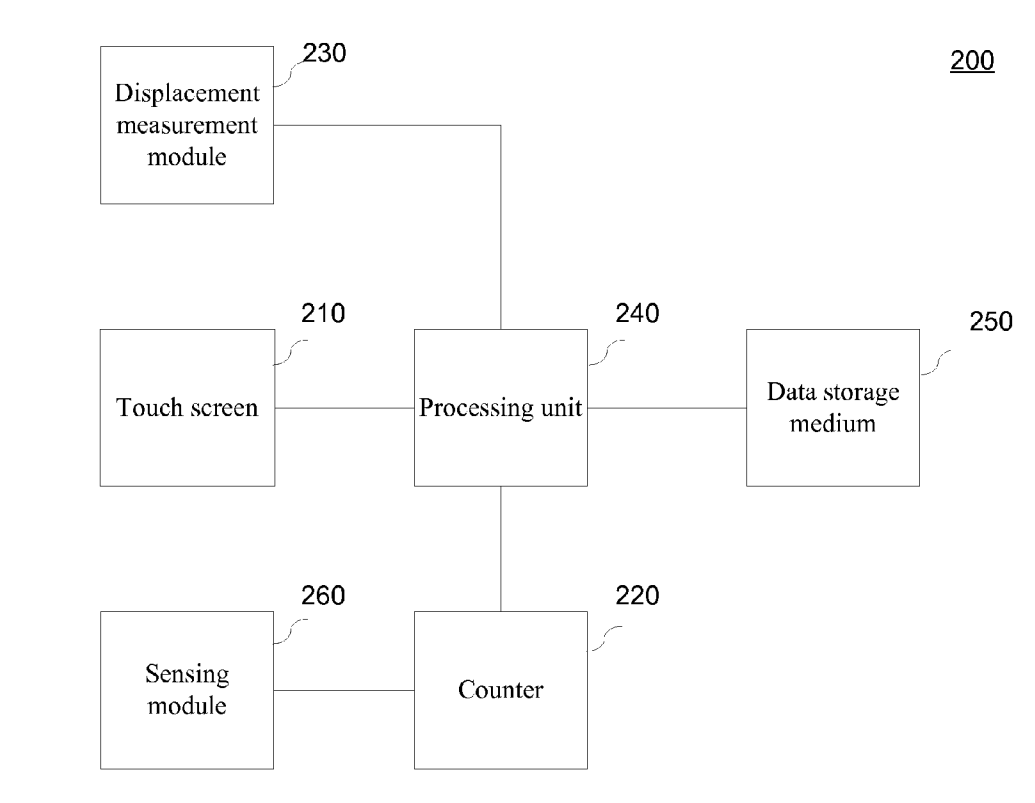 230
200
Displacement
measurement
module
210
240
250
Touch screen
Processing unit
Data storage
medium
260
220
Sensing
module
Counter